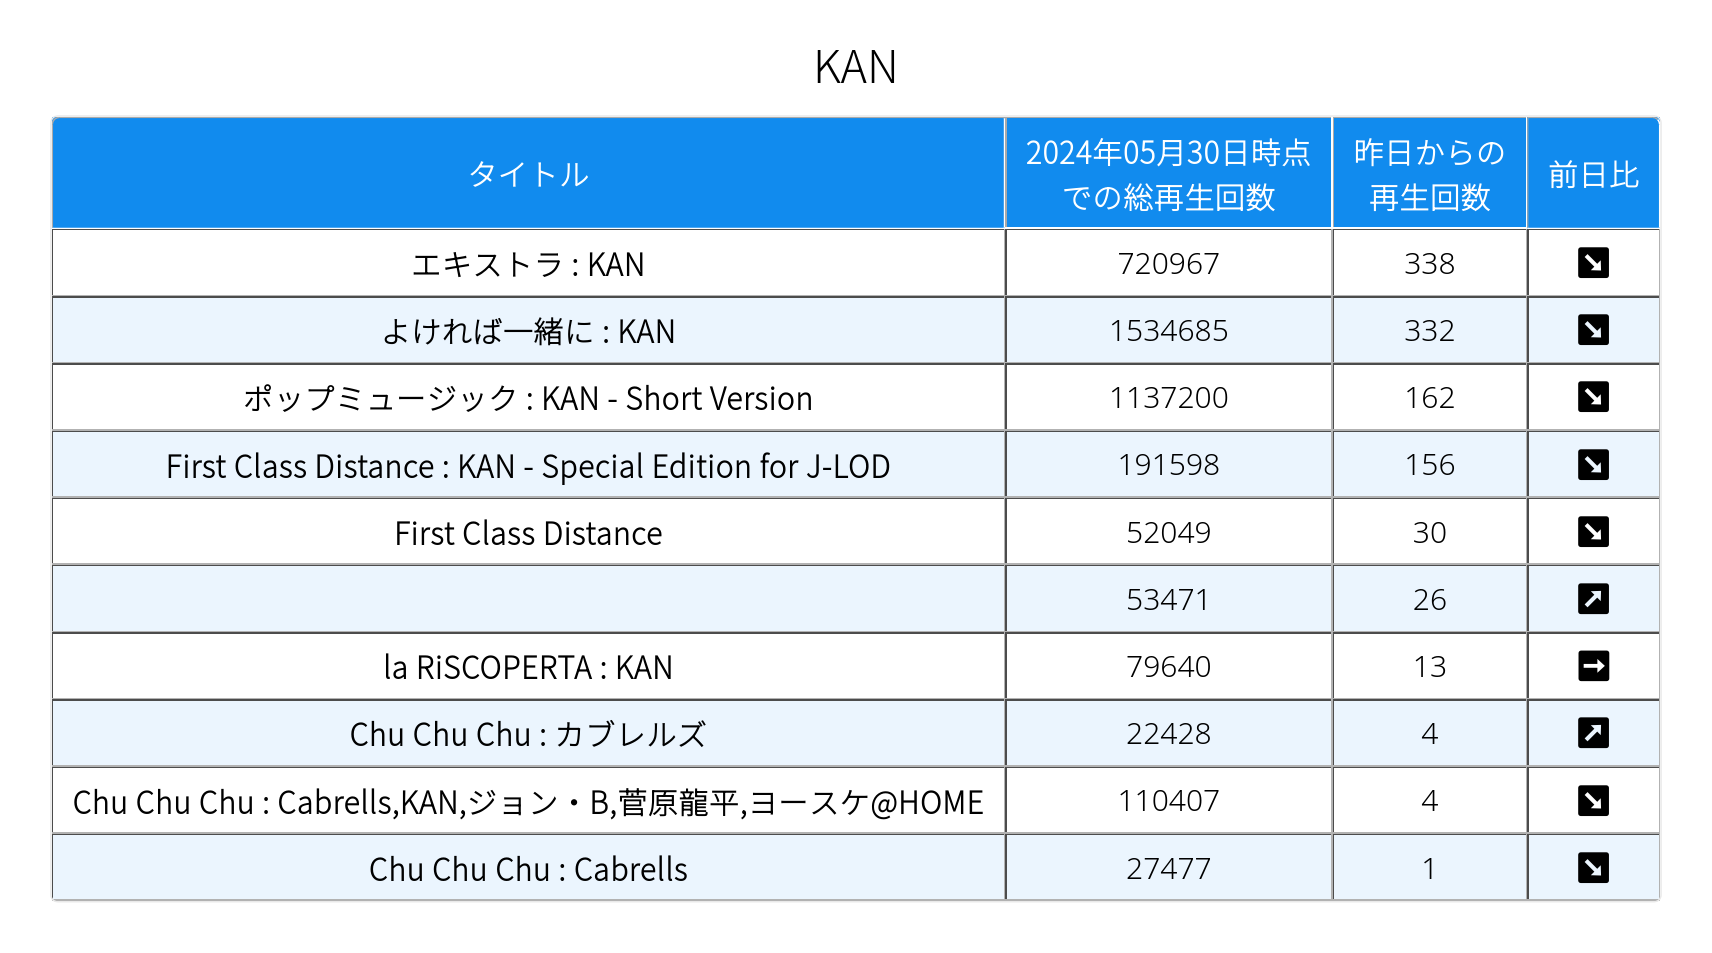 KAN
タイトル
2024年05月30日時点
での総再生回数
昨日からの
再生回数
前日比
エキストラ : KAN 720967 338
よければ一緒に : KAN 1534685 332
ポップミュージック : KAN - Short Version 1137200 162
First Class Distance : KAN - Special Edition for J-LOD 191598 156
First Class Distance 52049 30
53471 26
la RiSCOPERTA : KAN 79640 13
Chu Chu Chu : カブレルズ 22428 4
Chu Chu Chu : Cabrells,KAN,ジョン・B,菅原龍平,ヨースケ@HOME 110407 4
Chu Chu Chu : Cabrells 27477 1